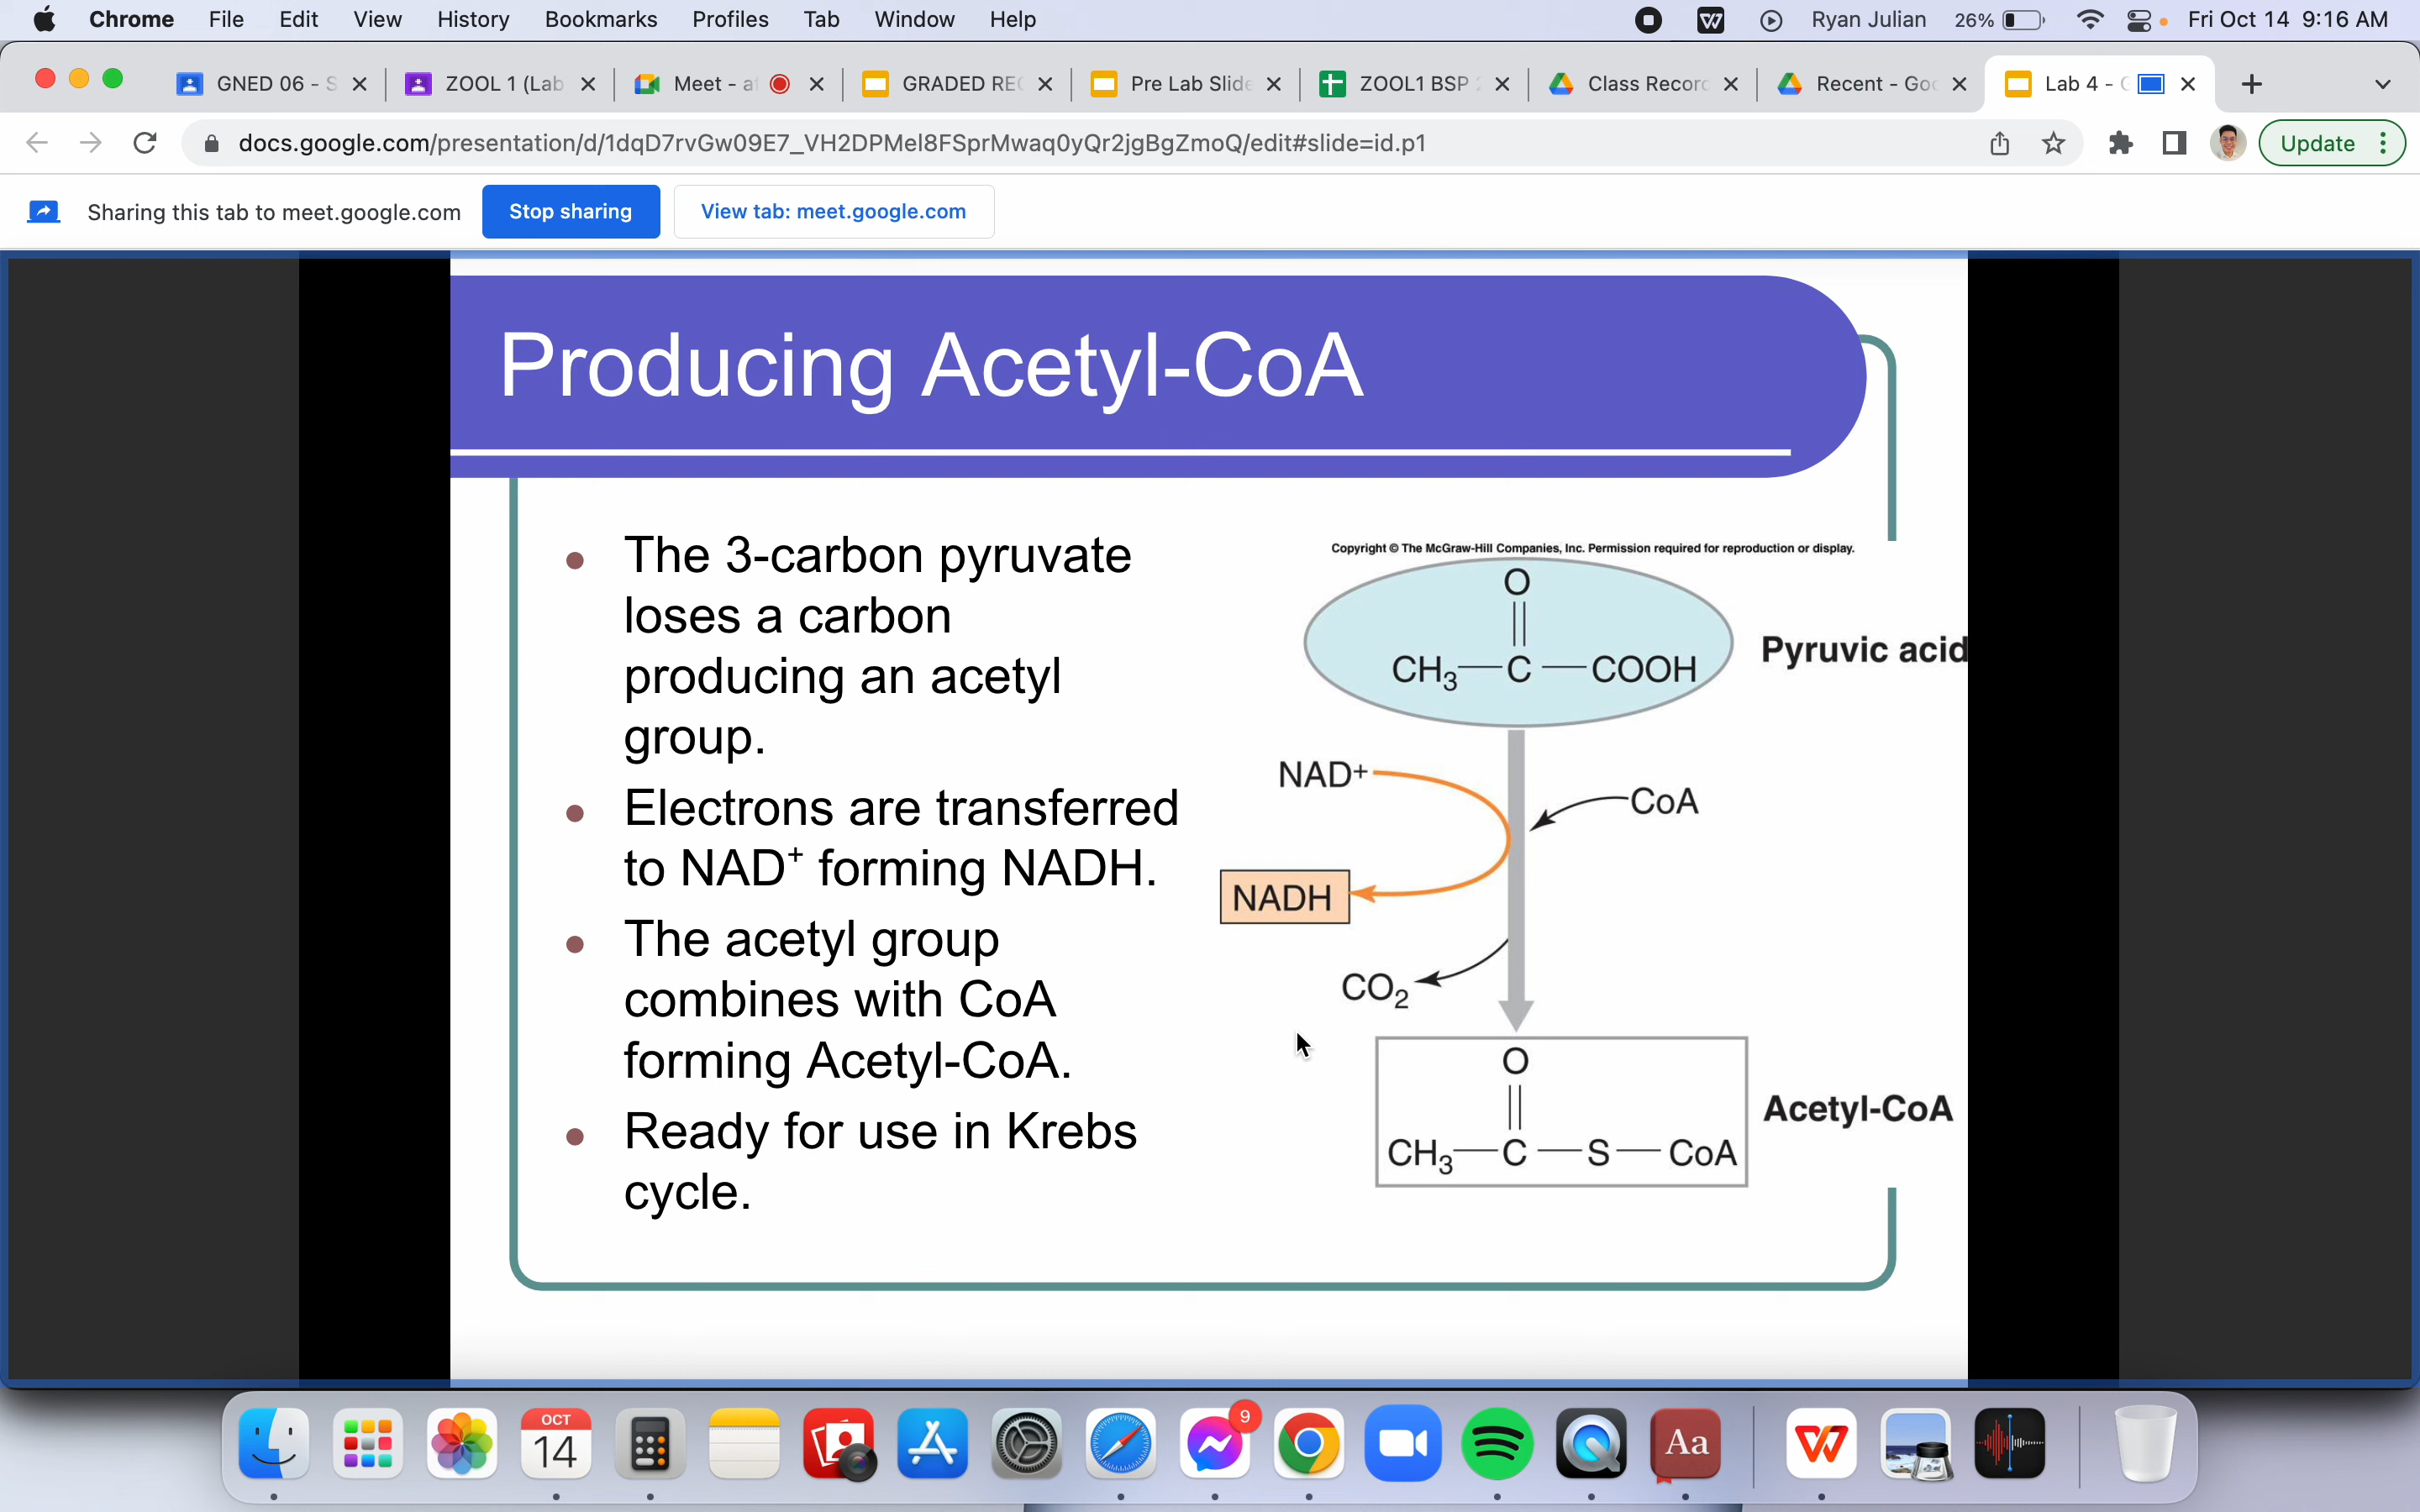 Chrome File Edit View History Bookmarks Profiles Tab Window Help Ryan Julian 26% Fri Oct 14 9:16 AM
GNED 06 - S ZOOL 1 (Lab Meet - a GRADED REC Pre Lab Slide ZOOL1 BSP Class Record Recent - Goo Lab 4 -
docs.google.com/presentation/d/1dqD7rvGw09E7_VH2DPMel8FSprMwaq0yQr2jgBgZmoQ/edit#slide=id.p1 Update
Sharing this tab to meet.google.com Stop sharing View tab: meet.google.com
Producing Acetyl-CoA
• The 3-carbon pyruvate
loses a carbon
producing an acetyl
group.
• Electrons are transferred
to NAD⁺ forming NADH.
• The acetyl group
combines with CoA
forming Acetyl-CoA.
• Ready for use in Krebs
cycle.
Copyright © The McGraw-Hill Companies, Inc. Permission required for reproduction or display.
O
CH₃—C—COOH
Pyruvic acid
NAD⁺
CoA
NADH
CO₂
O
CH₃—C—S—CoA
Acetyl-CoA
OCT
14
9
Aa